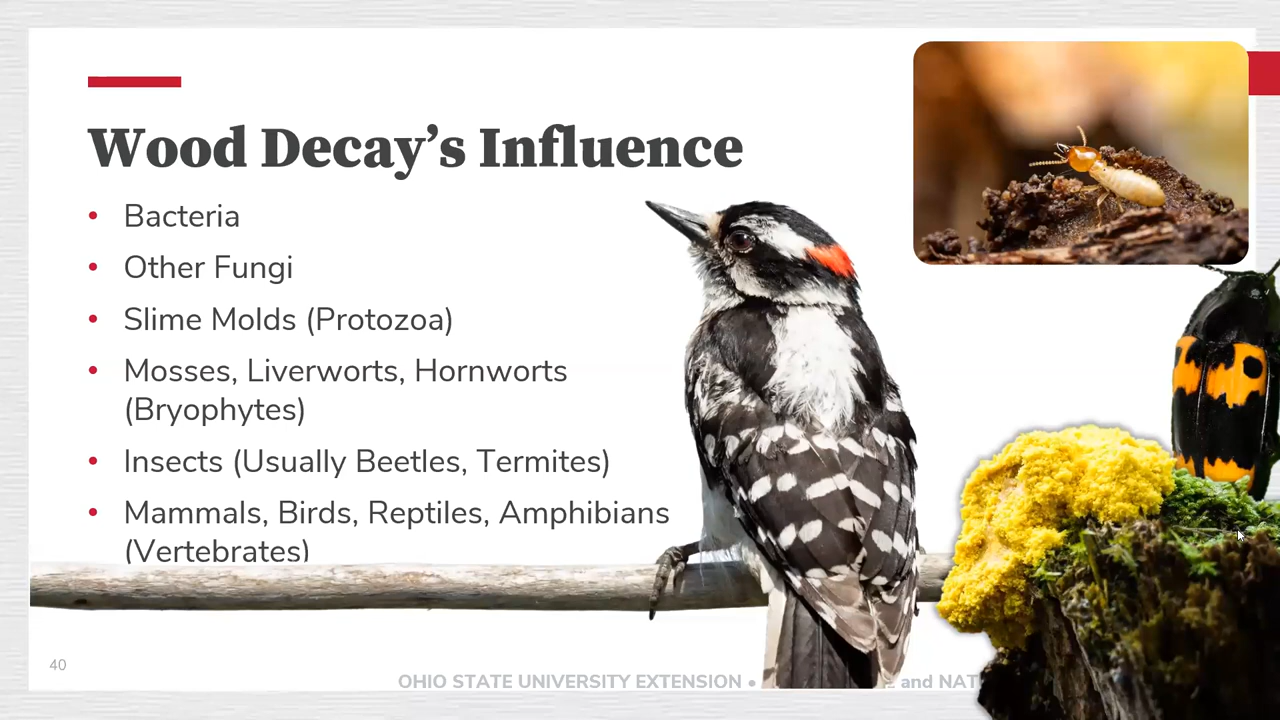 Wood Decay’s Influence
• Bacteria
• Other Fungi
• Slime Molds (Protozoa)
• Mosses, Liverworts, Hornworts
(Bryophytes)
• Insects (Usually Beetles, Termites)
• Mammals, Birds, Reptiles, Amphibians
(Vertebrates)
40
OHIO STATE UNIVERSITY EXTENSION • and